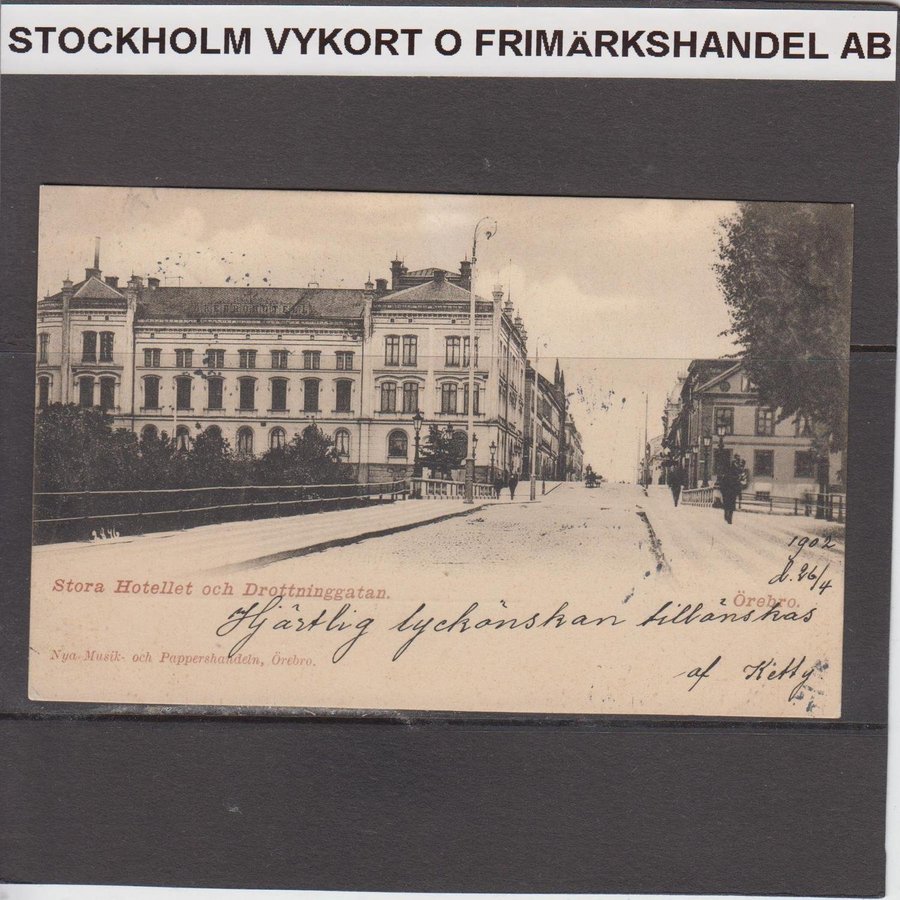 STOCKHOLM VYKORT O FRIMÄRKSHANDEL AB
1902
d. 26/4
Stora Hotellet och Drottninggatan.
Örebro.
Hjärtlig lyckönskan tillönskas
Nya Musik- och Pappershandeln, Örebro.
af Kitty.